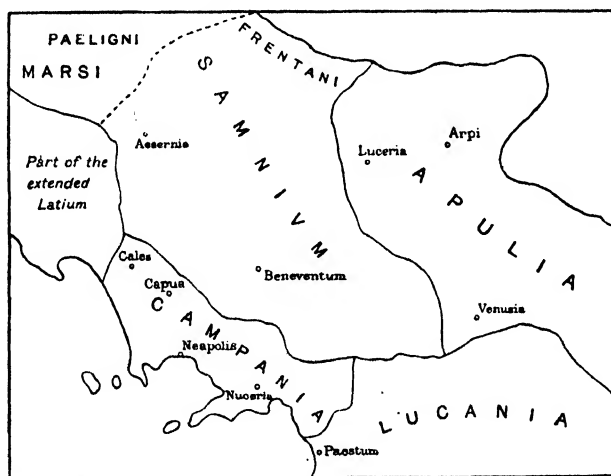 PAELIGNI
MARSI
FRENTANI
SAMNIVM
Aesernia
Part of the
extended
Latium
Arpi
Luceria
APULIA
Cales
Capua
Beneventum
CAMPANIA
Venusia
Neapolis
Nuceria
LUCANIA
Paestum